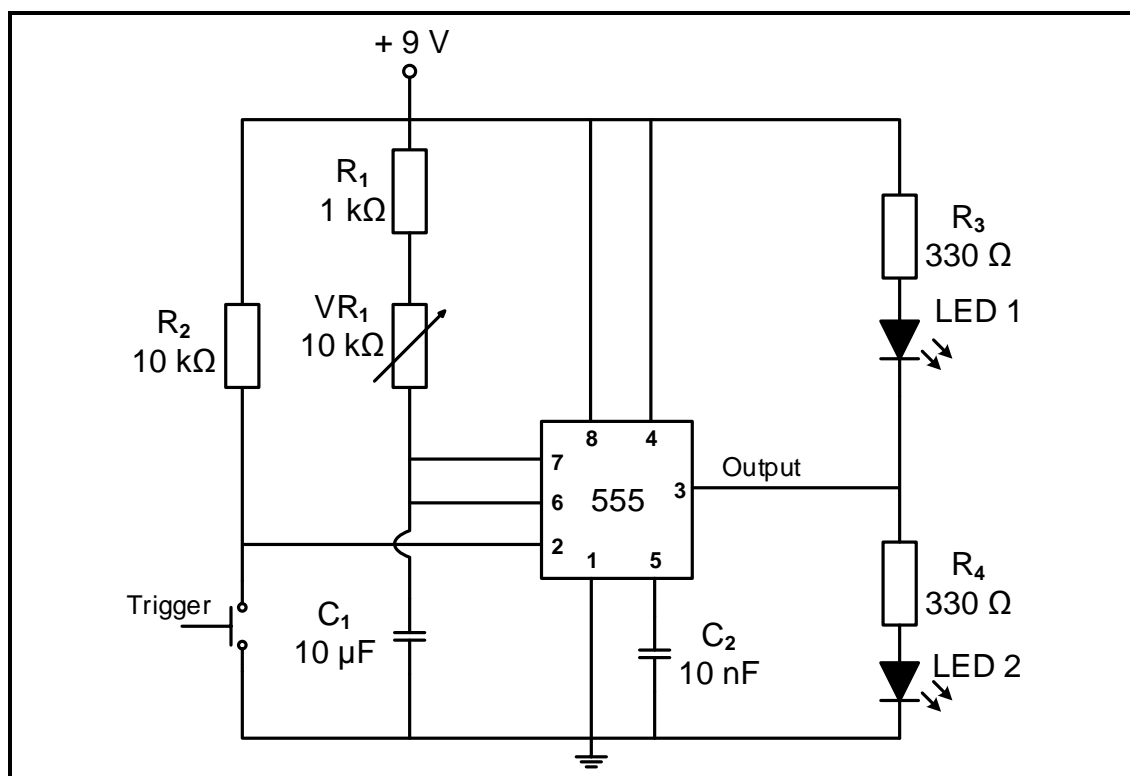 + 9 V
R1
1 kΩ
R3
330 Ω
R2
10 kΩ
VR1
10 kΩ
LED 1
8 4
7
6
2
555
3
1 5
Output
Trigger
C1
10 µF
C2
10 nF
R4
330 Ω
LED 2